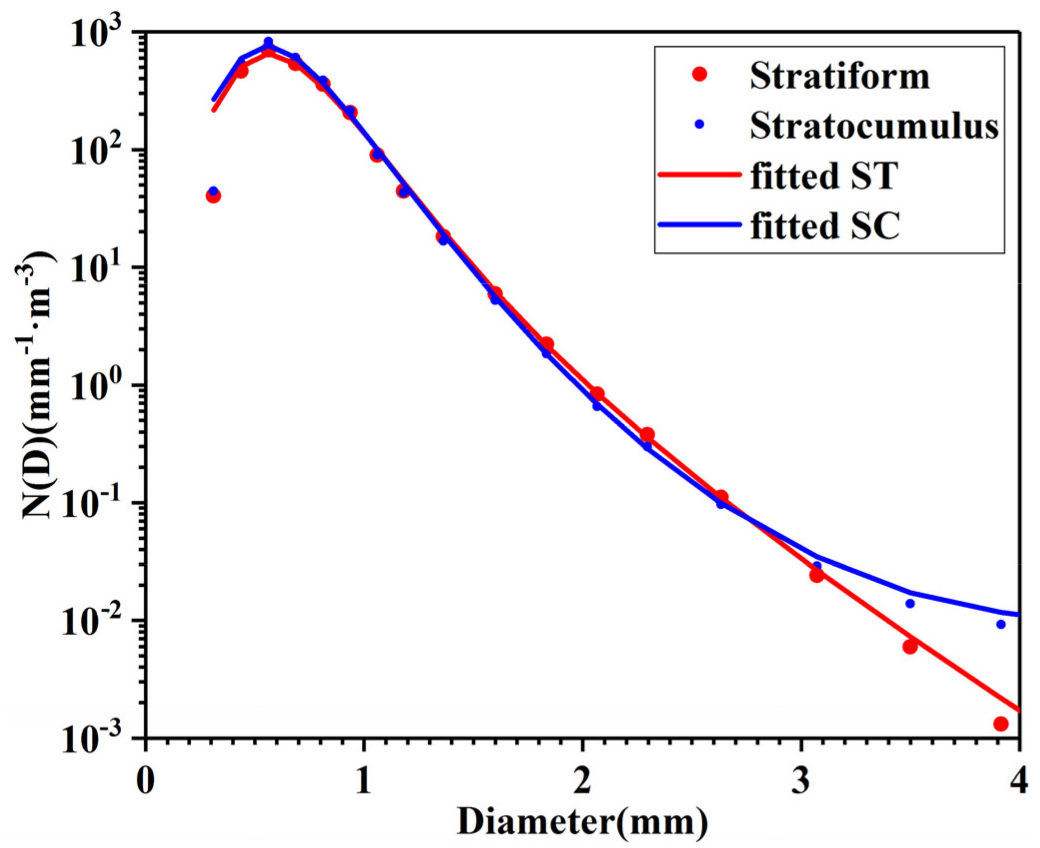 10³
10²
10¹
10⁰
10⁻¹
10⁻²
10⁻³
N(D)(mm⁻¹·m⁻³)
Stratiform
Stratocumulus
fitted ST
fitted SC
0 1 2 3 4
Diameter(mm)